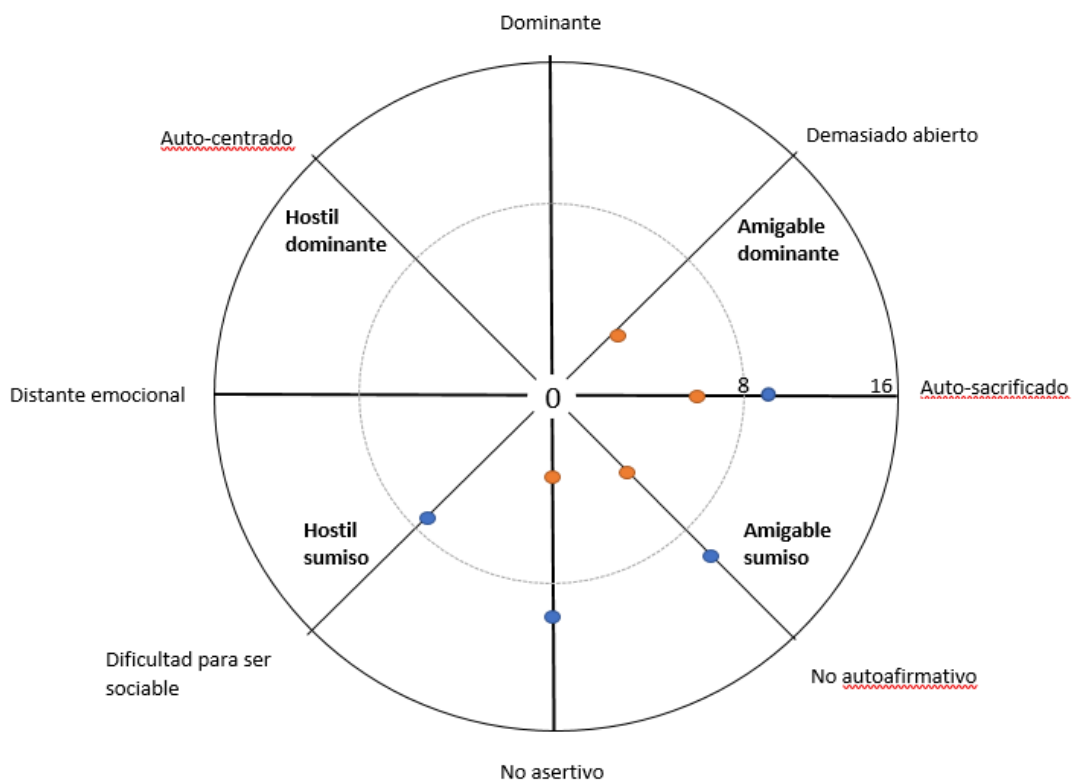 Dominante
Auto-centrado
Demasiado abierto
Hostil
dominante
Amigable
dominante
8
16
Distante emocional
0
Auto-sacrificado
Hostil
sumiso
Amigable
sumiso
Dificultad para ser
sociable
No autoafirmativo
No asertivo